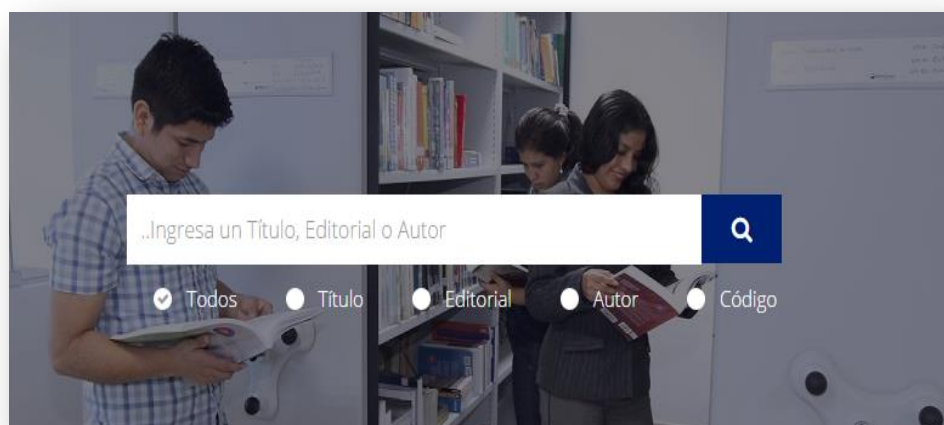 ..Ingresa un Título, Editorial o Autor
Todos
Título
Editorial
Autor
Código